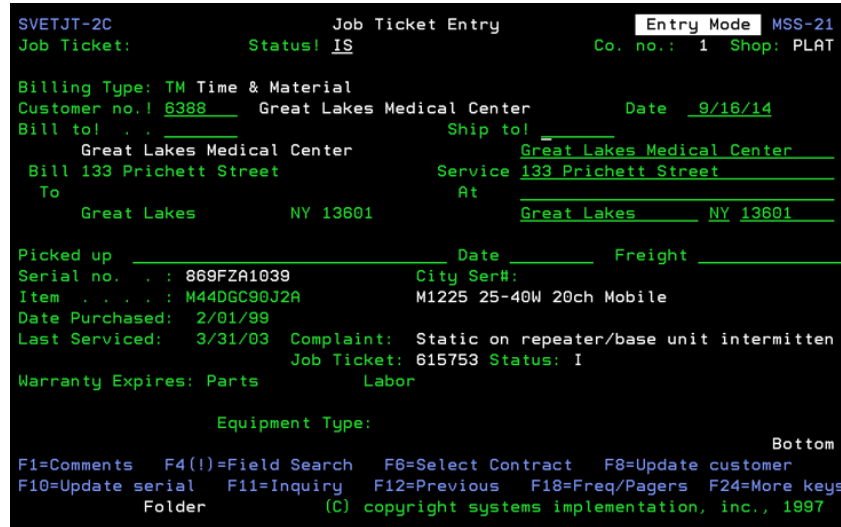 SVETJT-2C Job Ticket Entry Entry Mode MSS-21
Job Ticket: Status! IS Co. no.: 1 Shop: PLAT
Billing Type: TM Time & Material
Customer no.! 6388 Great Lakes Medical Center Date 9/16/14
Bill to! . . Ship to!
Great Lakes Medical Center Great Lakes Medical Center
Bill 133 Prichett Street Service 133 Prichett Street
To At
Great Lakes NY 13601 Great Lakes NY 13601
Picked up Date Freight
Serial no. . : 869FZA1039 City Ser#:
Item . . . . : M44DGC90J2A M1225 25-40W 20ch Mobile
Date Purchased: 2/01/99
Last Serviced: 3/31/03 Complaint: Static on repeater/base unit intermitten
Job Ticket: 615753 Status: I
Warranty Expires: Parts Labor
Equipment Type:
Bottom
F1=Comments F4(!)=Field Search F6=Select Contract F8=Update customer
F10=Update serial F11=Inquiry F12=Previous F18=Freq/Pagers F24=More keys
Folder (C) copyright systems implementation, inc., 1997